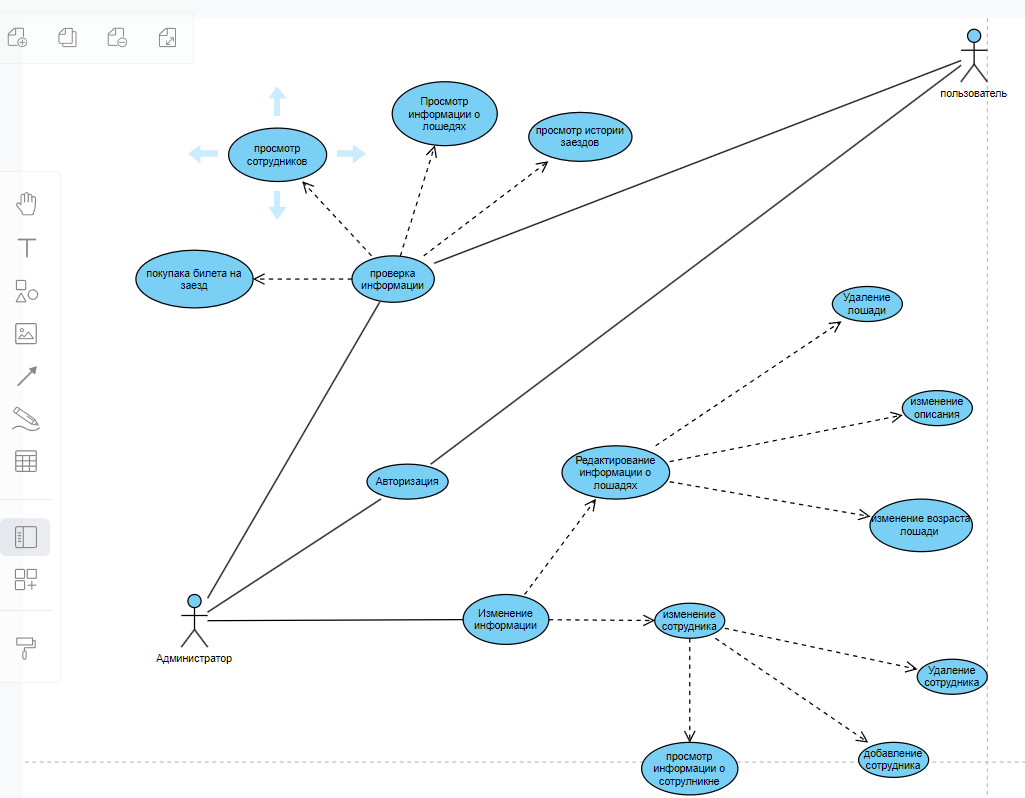 пользователь
Просмотр
информации о
лошедях
просмотр истории
заездов
просмотр
сотрудников
покупака билета на
заезд
проверка
информации
Удаление
лошади
изменение
описания
Редактирование
информации о
лошадях
Авторизация
изменение возраста
лошади
Изменение
информации
изменение
сотрудника
Администратор
Удаление
сотрудника
добавление
сотрудника
просмотр
информации о
сотрулникне